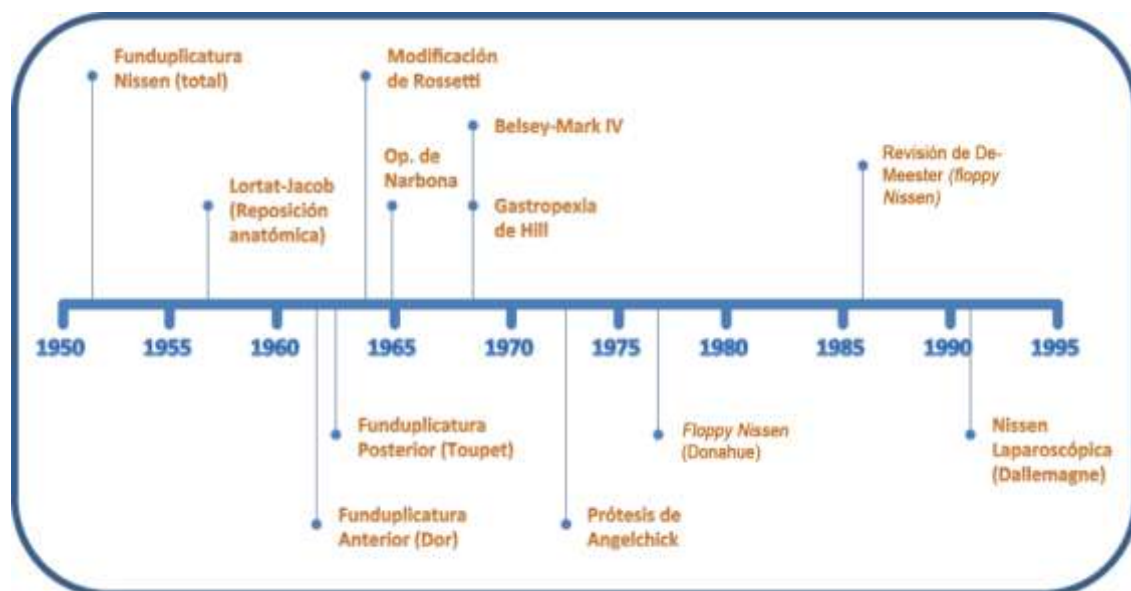 Funduplicatura
Nissen (total)
Modificación
de Rossetti
Belsey-Mark IV
Op. de
Narbona
Revisión de De-
Meester (floppy
Nissen)
Lortat-Jacob
(Reposición
anatómica)
Gastropexia
de Hill
1950 1955 1960 1965 1970 1975 1980 1985 1990 1995
Funduplicatura
Posterior (Toupet)
Floppy Nissen
(Donahue)
Nissen
Laparoscópica
(Dallemagne)
Funduplicatura
Anterior (Dor)
Prótesis de
Angelchick